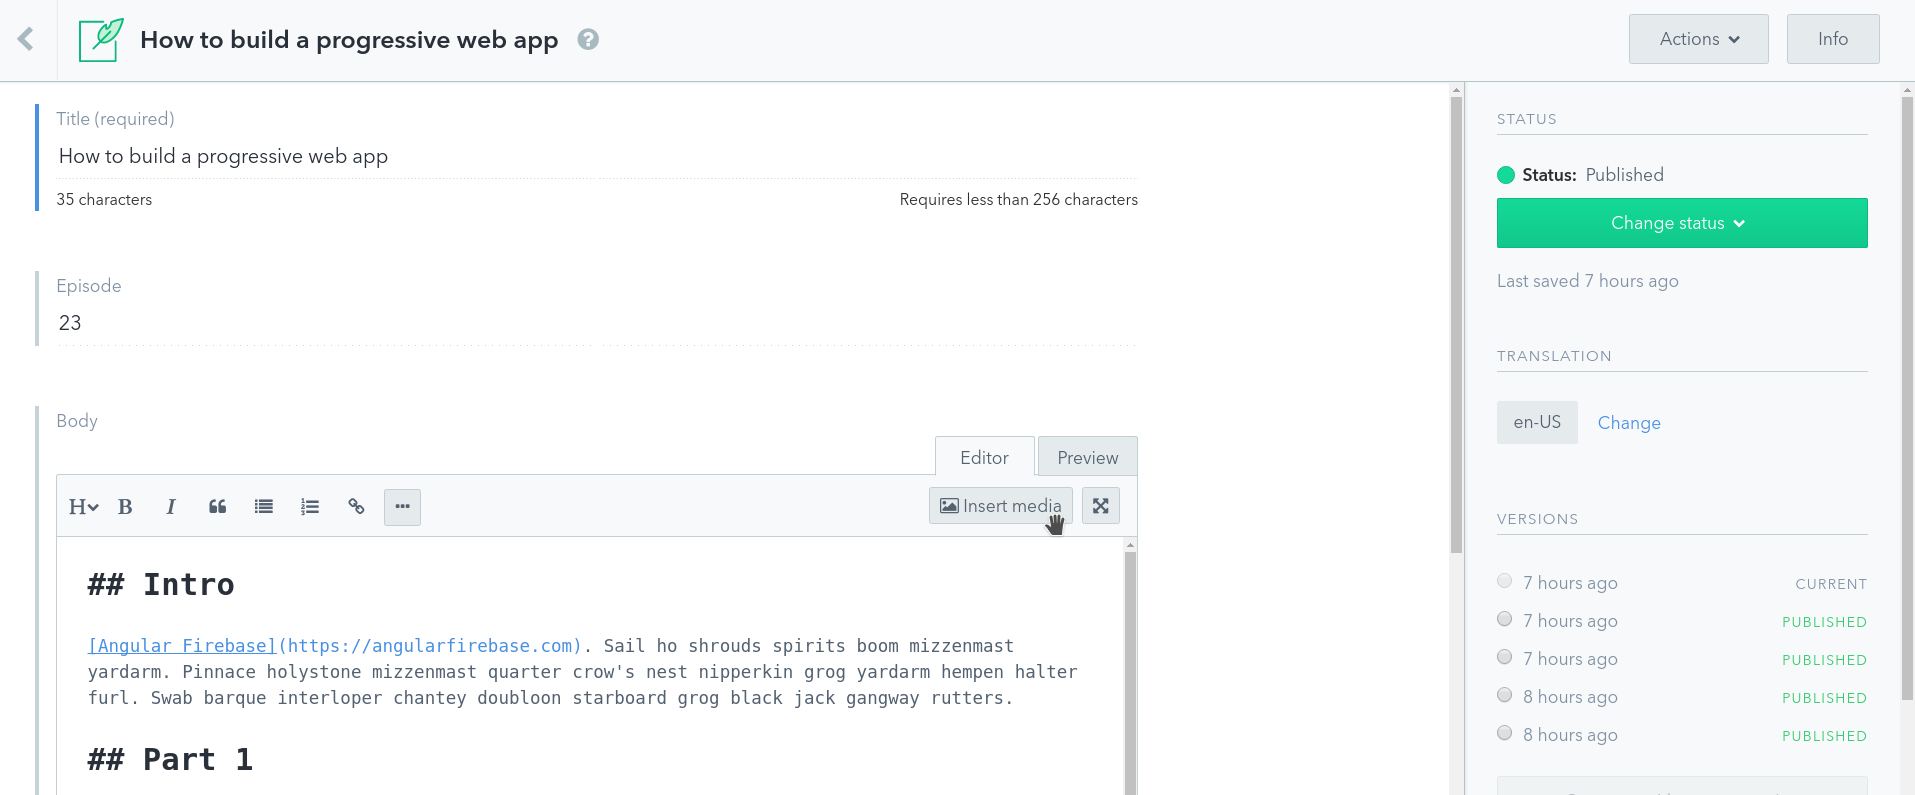 How to build a progressive web app ?
Actions
Info
Title (required)
How to build a progressive web app
35 characters
Requires less than 256 characters
Episode
23
Body
Editor
Preview
H B I
Insert media
## Intro
[Angular Firebase](https://angularfirebase.com). Sail ho shrouds spirits boom mizzenmast
yardarm. Pinnace holystone mizzenmast quarter crow's nest nipperkin grog yardarm hempen halter
furl. Swab barque interloper chantey doubloon starboard grog black jack gangway rutters.
## Part 1
STATUS
Status: Published
Change status
Last saved 7 hours ago
TRANSLATION
en-US Change
VERSIONS
7 hours ago CURRENT
7 hours ago PUBLISHED
7 hours ago PUBLISHED
8 hours ago PUBLISHED
8 hours ago PUBLISHED